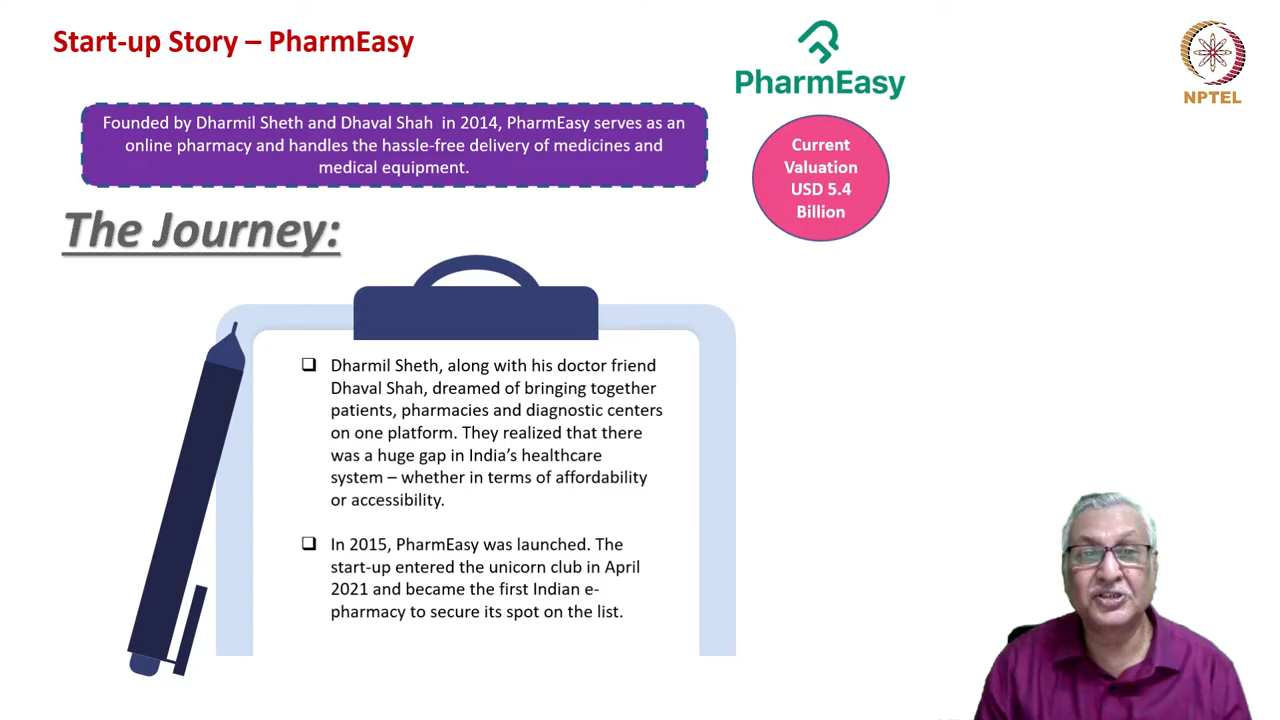 Start-up Story – PharmEasy
PharmEasy
NPTEL
Founded by Dharmil Sheth and Dhaval Shah in 2014, PharmEasy serves as an
online pharmacy and handles the hassle-free delivery of medicines and
medical equipment.
Current
Valuation
USD 5.4
Billion
The Journey:
❑ Dharmil Sheth, along with his doctor friend
Dhaval Shah, dreamed of bringing together
patients, pharmacies and diagnostic centers
on one platform. They realized that there
was a huge gap in India’s healthcare
system – whether in terms of affordability
or accessibility.
❑ In 2015, PharmEasy was launched. The
start-up entered the unicorn club in April
2021 and became the first Indian e-
pharmacy to secure its spot on the list.